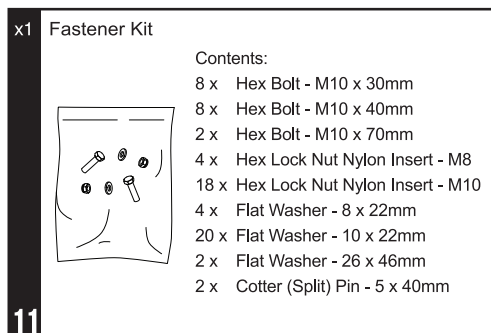 x1 Fastener Kit
Contents:
8 x Hex Bolt - M10 x 30mm
8 x Hex Bolt - M10 x 40mm
2 x Hex Bolt - M10 x 70mm
4 x Hex Lock Nut Nylon Insert - M8
18 x Hex Lock Nut Nylon Insert - M10
4 x Flat Washer - 8 x 22mm
20 x Flat Washer - 10 x 22mm
2 x Flat Washer - 26 x 46mm
2 x Cotter (Split) Pin - 5 x 40mm
11